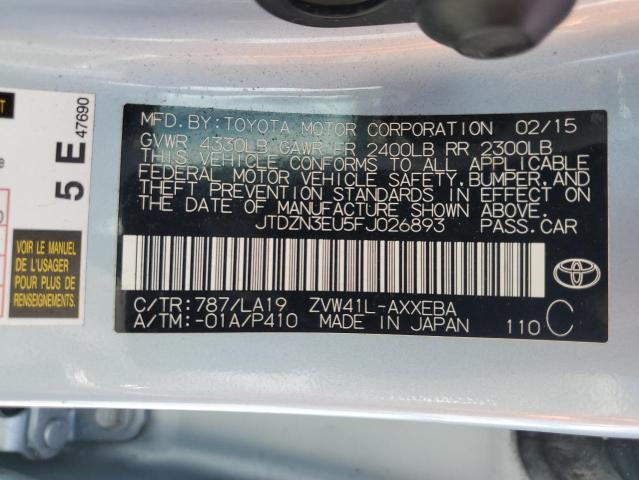 MFD. BY: TOYOTA MOTOR CORPORATION 02/15
GVWR 4330LB GAWR FR 2400LB RR 2300LB
THIS VEHICLE CONFORMS TO ALL APPLICABLE
FEDERAL MOTOR VEHICLE SAFETY, BUMPER, AND
THEFT PREVENTION STANDARDS IN EFFECT ON
THE DATE OF MANUFACTURE SHOWN ABOVE.
JTDZN3EU5FJ026893 PASS.CAR
C/TR: 787/LA19 ZVW41L-AXXEBA
A/TM: -01A/P410 MADE IN JAPAN 110 C
TOYOTA
5 E 47690
VOIR LE MANUEL
DE L'USAGER
POUR PLUS DE
RENSEIGNEMENTS.